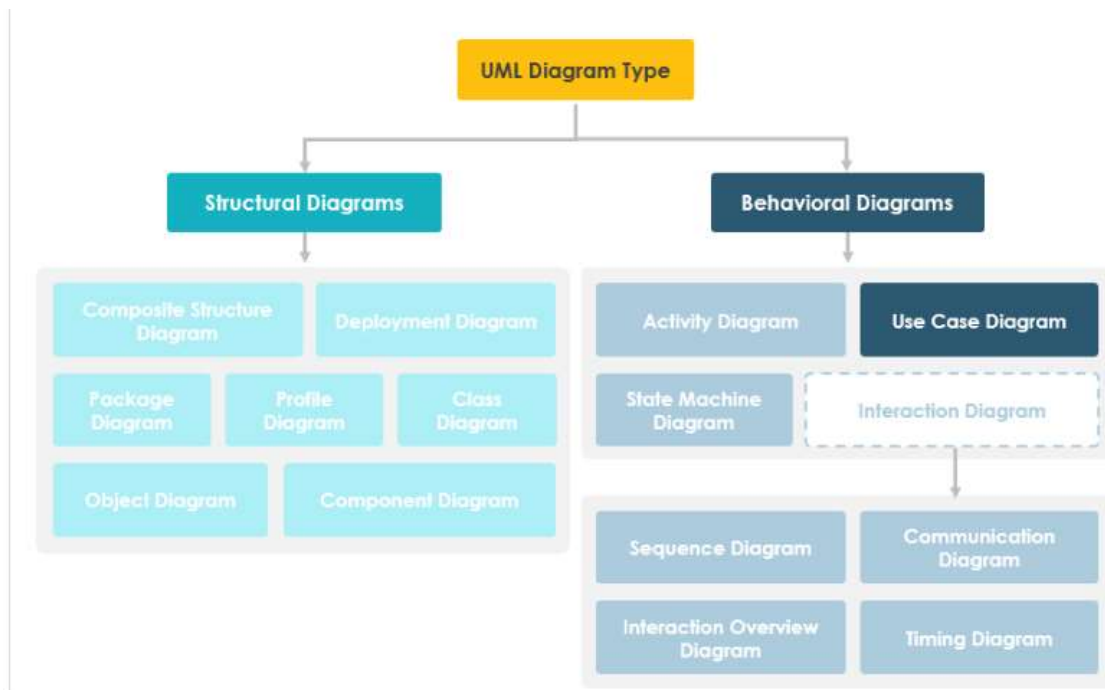 UML Diagram Type
Structural Diagrams
Behavioral Diagrams
Composite Structure
Diagram
Deployment Diagram
Package
Diagram
Profile
Diagram
Class
Diagram
Object Diagram
Component Diagram
Activity Diagram
Use Case Diagram
State Machine
Diagram
Interaction Diagram
Sequence Diagram
Communication
Diagram
Interaction Overview
Diagram
Timing Diagram